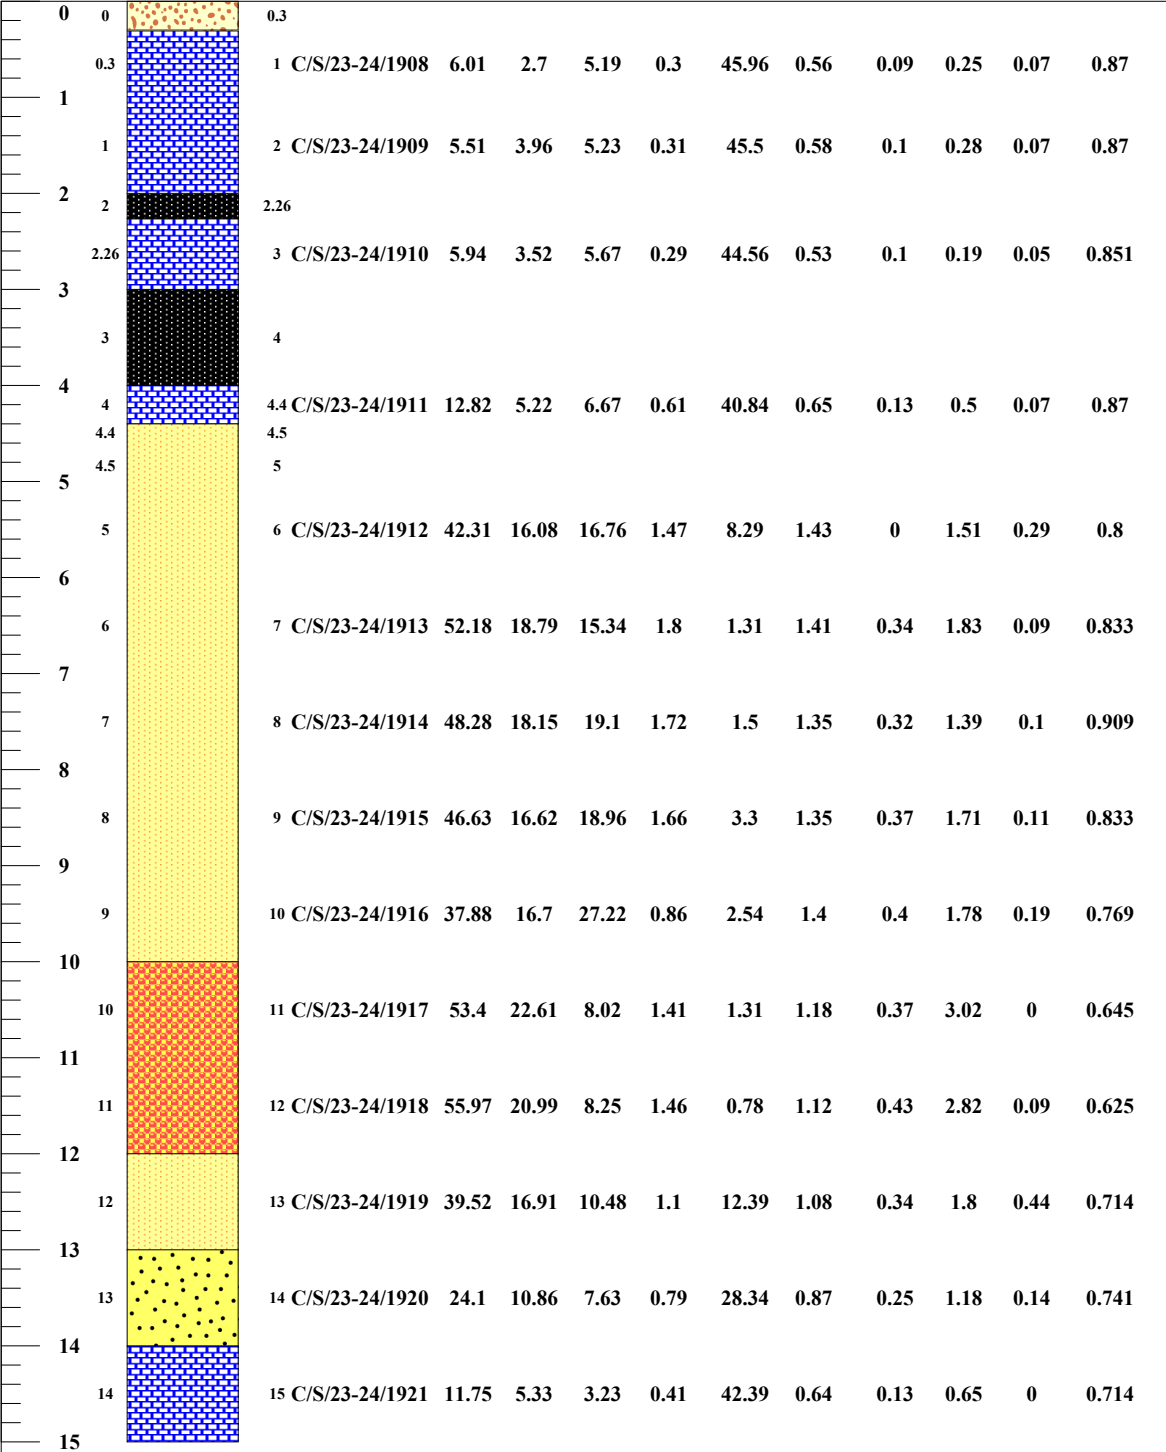 0 0 0.3
0.3 1 C/S/23-24/1908 6.01 2.7 5.19 0.3 45.96 0.56 0.09 0.25 0.07 0.87
1
1 2 C/S/23-24/1909 5.51 3.96 5.23 0.31 45.5 0.58 0.1 0.28 0.07 0.87
2
2 2.26
2.26 3 C/S/23-24/1910 5.94 3.52 5.67 0.29 44.56 0.53 0.1 0.19 0.05 0.851
3
3 4
4
4 4.4 C/S/23-24/1911 12.82 5.22 6.67 0.61 40.84 0.65 0.13 0.5 0.07 0.87
4.4 4.5
4.5 5
5
5 6 C/S/23-24/1912 42.31 16.08 16.76 1.47 8.29 1.43 0 1.51 0.29 0.8
6
6 7 C/S/23-24/1913 52.18 18.79 15.34 1.8 1.31 1.41 0.34 1.83 0.09 0.833
7
7 8 C/S/23-24/1914 48.28 18.15 19.1 1.72 1.5 1.35 0.32 1.39 0.1 0.909
8
8 9 C/S/23-24/1915 46.63 16.62 18.96 1.66 3.3 1.35 0.37 1.71 0.11 0.833
9
9 10 C/S/23-24/1916 37.88 16.7 27.22 0.86 2.54 1.4 0.4 1.78 0.19 0.769
10
10 11 C/S/23-24/1917 53.4 22.61 8.02 1.41 1.31 1.18 0.37 3.02 0 0.645
11
11 12 C/S/23-24/1918 55.97 20.99 8.25 1.46 0.78 1.12 0.43 2.82 0.09 0.625
12
12 13 C/S/23-24/1919 39.52 16.91 10.48 1.1 12.39 1.08 0.34 1.8 0.44 0.714
13
13 14 C/S/23-24/1920 24.1 10.86 7.63 0.79 28.34 0.87 0.25 1.18 0.14 0.741
14
14 15 C/S/23-24/1921 11.75 5.33 3.23 0.41 42.39 0.64 0.13 0.65 0 0.714
15